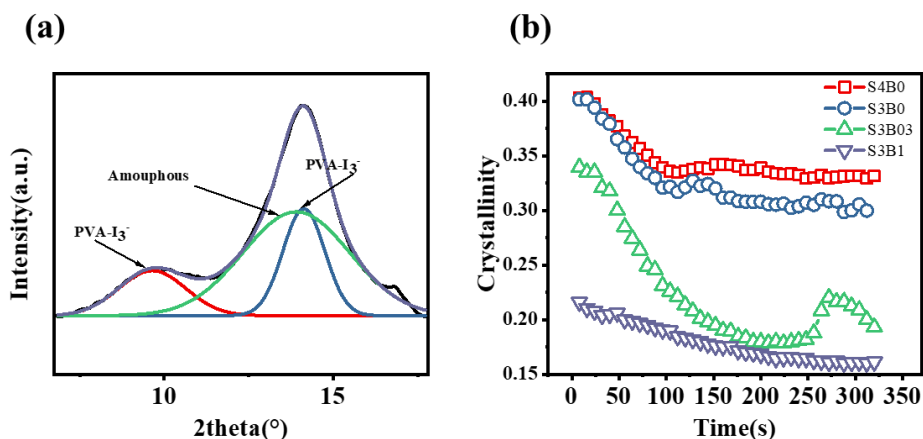 (a)
Intensity(a.u.)
PVA-I3-
Amouphous
PVA-I3-
10
15
2theta(°)
(b)
Crystallinity
0.40
0.35
0.30
0.25
0.20
0.15
S4B0
S3B0
S3B03
S3B1
0
50
100
150
200
250
300
350
Time(s)